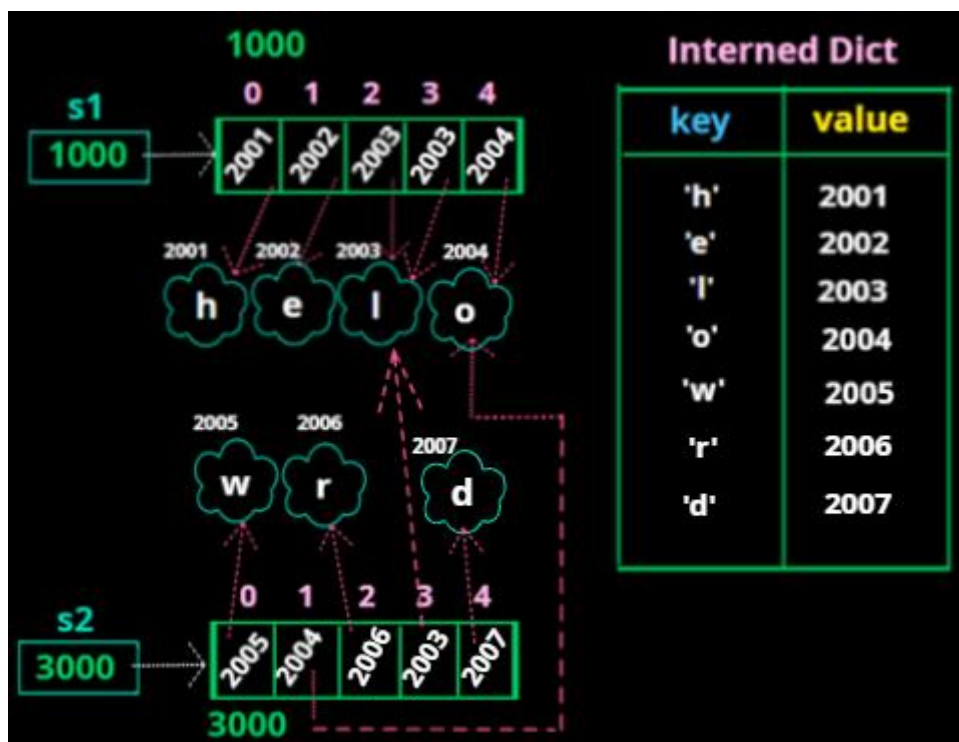 1000
0 1 2 3 4
s1
1000
2001 2002 2003 2003 2004
2001 2002 2003 2004
h e l o
2005 2006 2007
w r d
0 1 2 3 4
s2
3000
2005 2004 2006 2003 2007
3000
Interned Dict
key value
'h' 2001
'e' 2002
'l' 2003
'o' 2004
'w' 2005
'r' 2006
'd' 2007